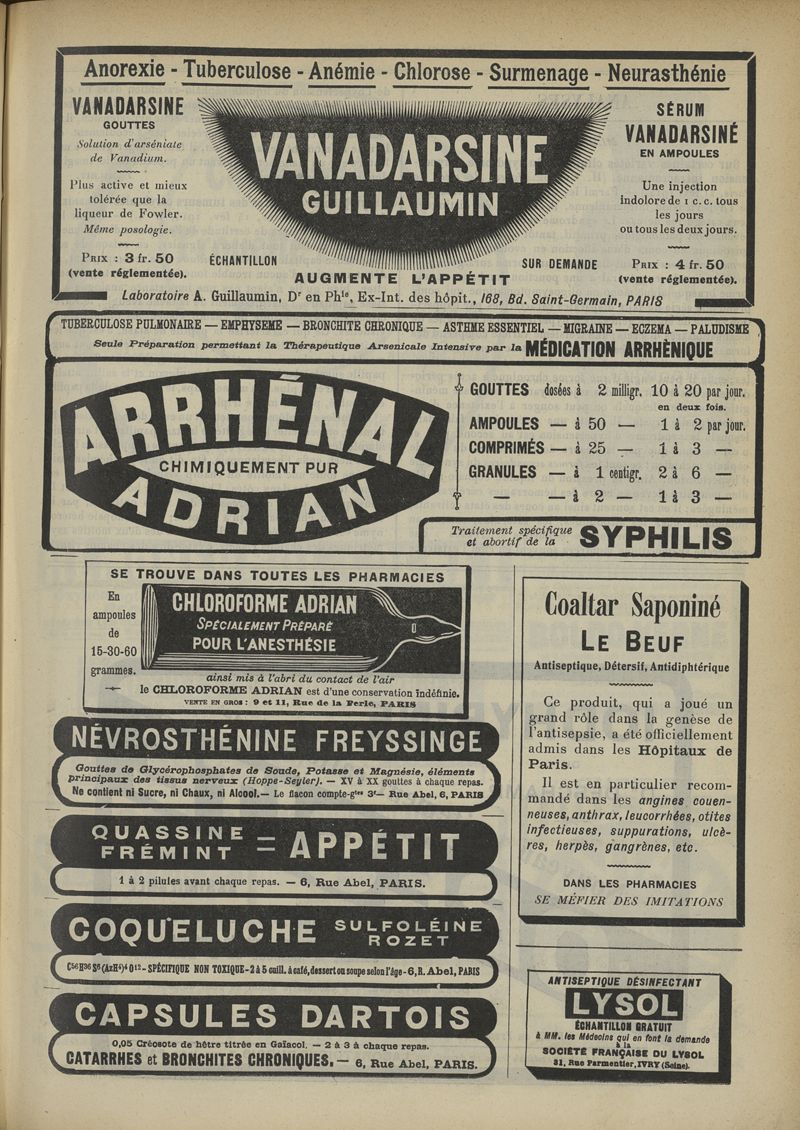 Anorexie - Tuberculose - Anémie - Chlorose - Surmenage - Neurasthénie
VANADARSINE
GOUTTES
Solution d'arséniate
de Vanadium.
Plus active et mieux
tolérée que la
liqueur de Fowler.
Même posologie.
PRIX : 3 fr. 50
(vente réglementée).
VANADARSINE
GUILLAUMIN
ÉCHANTILLON
SUR DEMANDE
AUGMENTE L'APPÉTIT
SÉRUM
VANADARSINÉ
EN AMPOULES
Une injection
indolore de 1 c. c. tous
les jours
ou tous les deux jours.
PRIX : 4 fr. 50
(vente réglementée).
Laboratoire A. Guillaumin, Dr en Phie, Ex-Int. des hôpit., 168, Bd. Saint-Germain, PARIS
TUBERCULOSE PULMONAIRE — EMPHYSEME — BRONCHITE CHRONIQUE — ASTHME ESSENTIEL — MIGRAINE — ECZEMA — PALUDISME
Seule Préparation permettant la Thérapeutique Arsenicale Intensive par la MÉDICATION ARRHÈNIQUE
ARRHÉNAL
CHIMIQUEMENT PUR
ADRIAN
GOUTTES dosées à 2 milligr. 10 à 20 par jour.
en deux fois.
AMPOULES — à 50 — 1 à 2 par jour.
COMPRIMÉS — à 25 — 1 à 3 —
GRANULES — à 1 centigr. 2 à 6 —
— — à 2 — 1 à 3 —
Traitement spécifique
et abortif de la SYPHILIS
SE TROUVE DANS TOUTES LES PHARMACIES
En
ampoules
de
15-30-60
grammes.
CHLOROFORME ADRIAN
SPÉCIALEMENT PRÉPARÉ
POUR L'ANESTHÉSIE
ainsi mis à l'abri du contact de l'air
le CHLOROFORME ADRIAN est d'une conservation indéfinie.
VENTE EN GROS : 9 et 11, Rue de la Perle, PARIS
NÉVROSTHÉNINE FREYSSINGE
Gouttes de Glycérophosphates de Soude, Potasse et Magnésie, éléments
principaux des tissus nerveux (Hoppe-Seyler). — XV à XX gouttes à chaque repas.
Ne contient ni Sucre, ni Chaux, ni Alcool. — Le flacon compte-gttes 3f — Rue Abel, 6, PARIS
QUASSINE
FRÉMINT = APPÉTIT
1 à 2 pilules avant chaque repas. — 6, Rue Abel, PARIS.
COQUELUCHE SULFOLÉINE
ROZET
C56H36S6(AzH4)4O12 - SPÉCIFIQUE NON TOXIQUE - 2 à 5 cuill. à café, dessert ou soupe selon l'âge - 6, R. Abel, PARIS
CAPSULES DARTOIS
0,05 Créosote de hêtre titrée en Gaïacol. — 2 à 3 à chaque repas.
CATARRHES et BRONCHITES CHRONIQUES. — 6, Rue Abel, PARIS.
Coaltar Saponiné
LE BEUF
Antiseptique, Détersif, Antidiphtérique
Ce produit, qui a joué un
grand rôle dans la genèse de
l'antisepsie, a été officiellement
admis dans les Hôpitaux de
Paris.
Il est en particulier recom-
mandé dans les angines couen-
neuses, anthrax, leucorrhées, otites
infectieuses, suppurations, ulcè-
res, herpès, gangrènes, etc.
DANS LES PHARMACIES
SE MÉFIER DES IMITATIONS
ANTISEPTIQUE DÉSINFECTANT
LYSOL
ÉCHANTILLON GRATUIT
à MM. les Médecins qui en font la demande
à la
SOCIÉTÉ FRANÇAISE DU LYSOL
31, Rue Parmentier, IVRY (Seine).